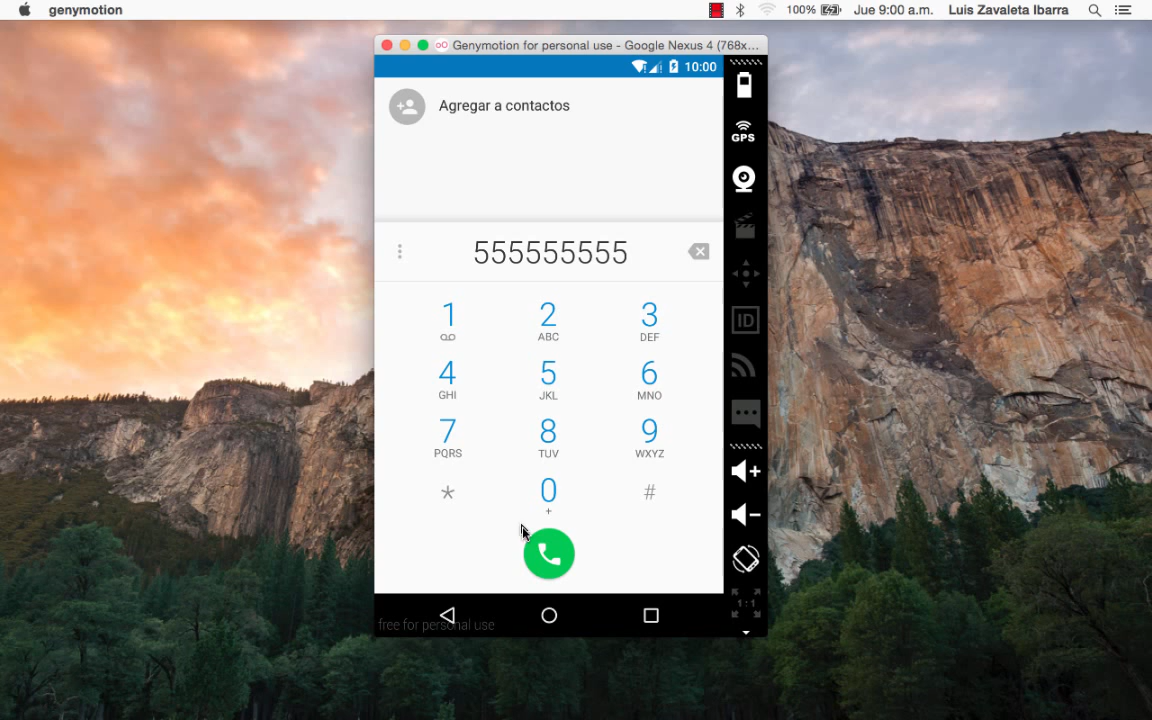 genymotion
100%
Jue 9:00 a.m.
Luis Zavaleta Ibarra
Genymotion for personal use - Google Nexus 4 (768x...
10:00
Agregar a contactos
555555555
1
2 ABC
3 DEF
4 GHI
5 JKL
6 MNO
7 PQRS
8 TUV
9 WXYZ
*
0 +
#
free for personal use
GPS
ID
1:1